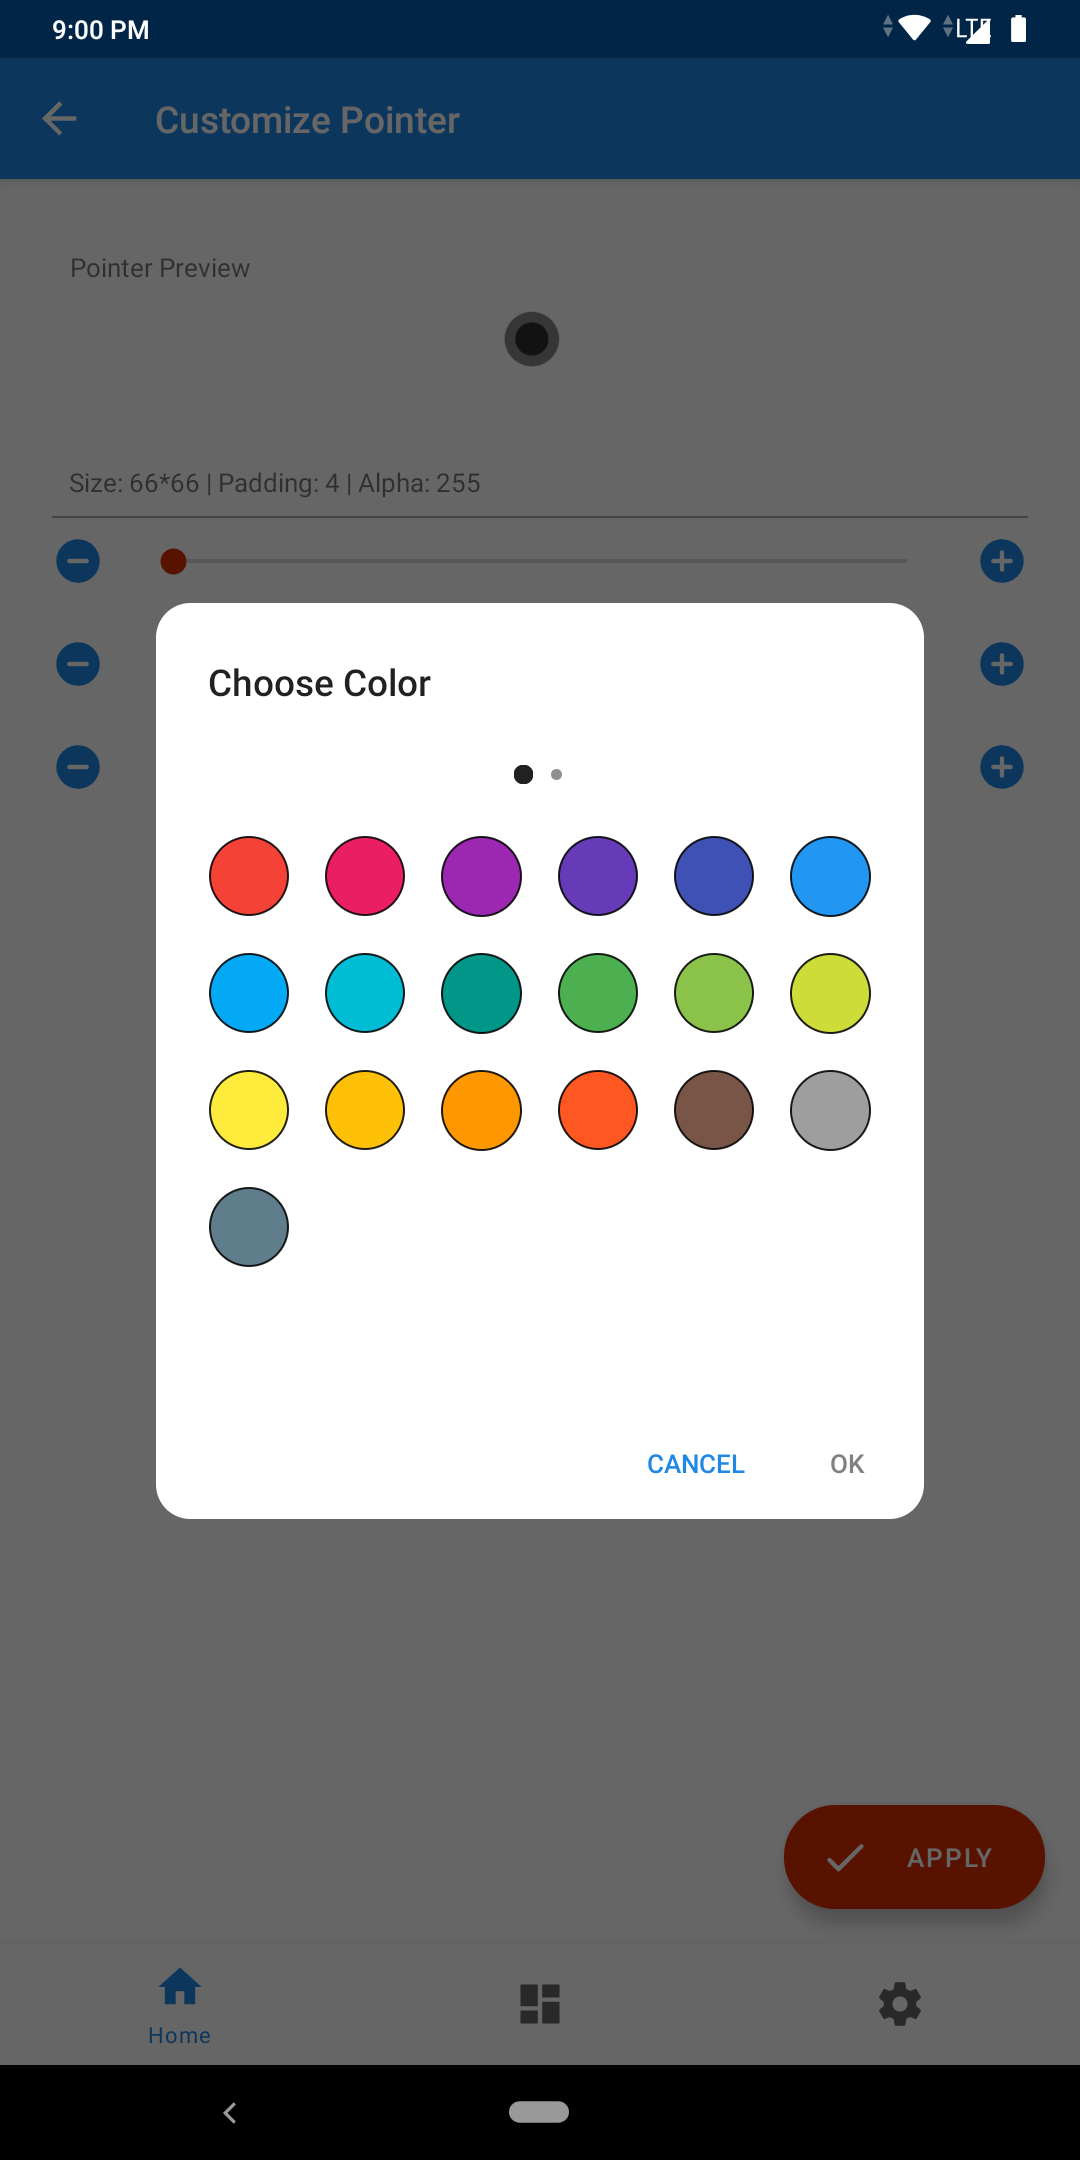 9:00 PM
LTE
Customize Pointer
Pointer Preview
Size: 66*66 | Padding: 4 | Alpha: 255
Choose Color
CANCEL
OK
APPLY
Home